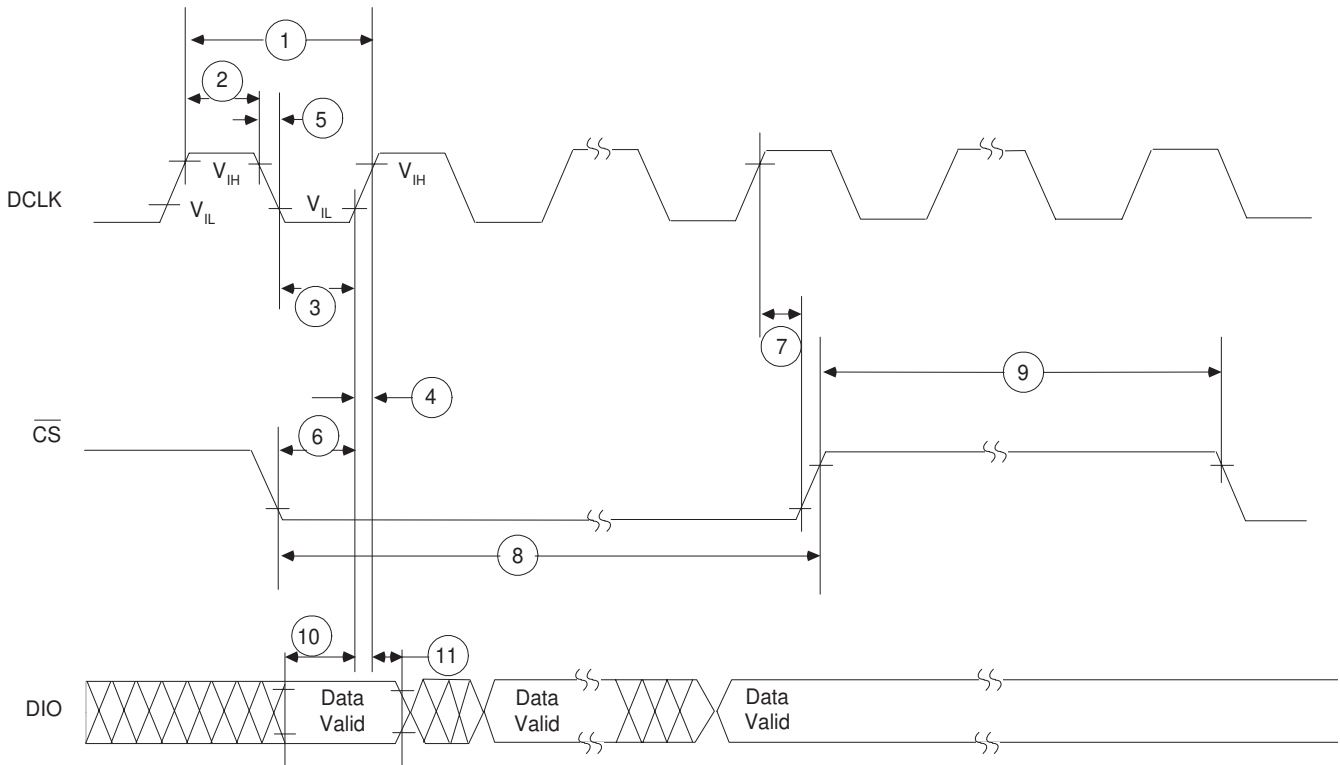 1
2
5
V_IH
V_IH
DCLK
V_IL
V_IL
3
7
9
4
CS
6
8
10
11
DIO
Data
Valid
Data
Valid
Data
Valid